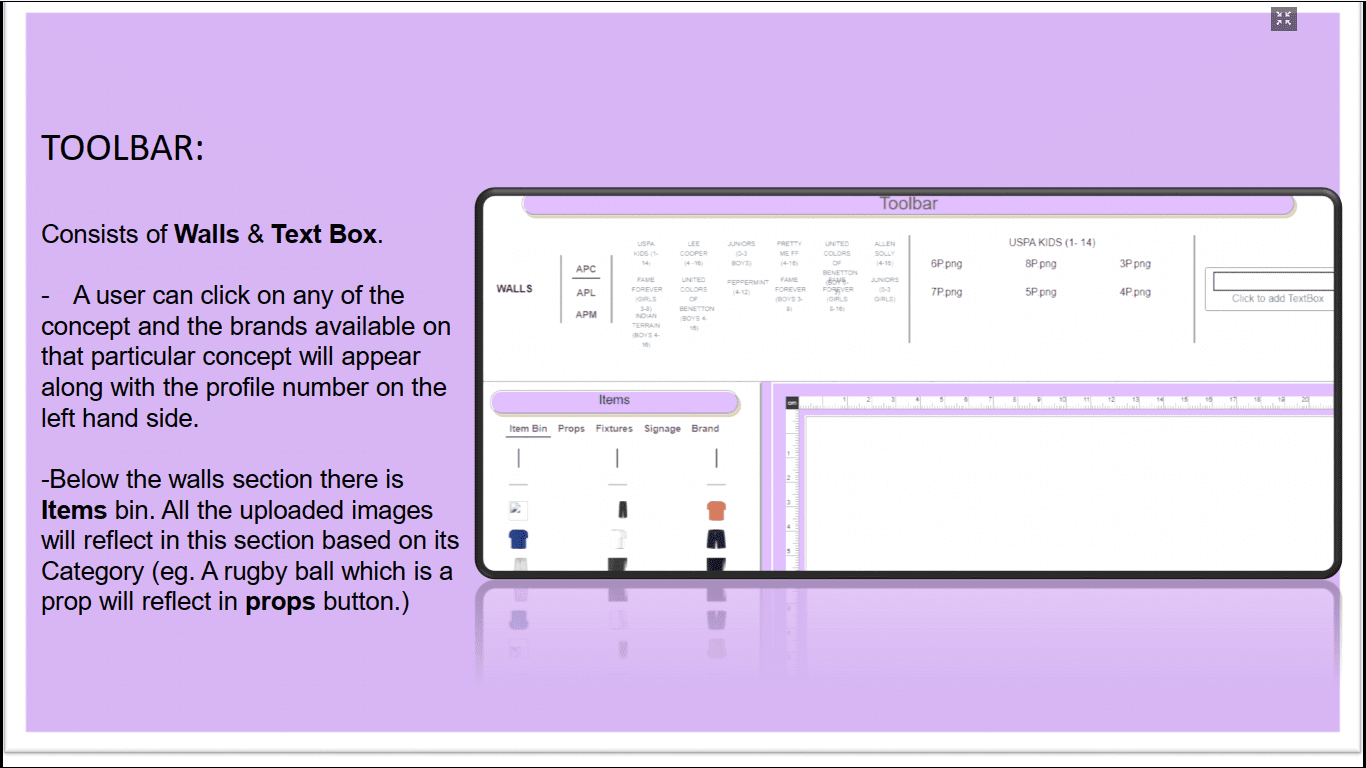 TOOLBAR:
Consists of Walls & Text Box.
- A user can click on any of the
concept and the brands available on
that particular concept will appear
along with the profile number on the
left hand side.
-Below the walls section there is
Items bin. All the uploaded images
will reflect in this section based on its
Category (eg. A rugby ball which is a
prop will reflect in props button.)
Toolbar
WALLS
APC
APL
APM
USPA
KIDS (1-
14)
LEE
COOPER
(4 -16)
JUNIORS
(0-3
BOYS)
PRETTY
ME FF
(4-16)
UNITED
COLORS
OF
BENETTON
ALLEN
SOLLY
(4-16)
FAME
FOREVER
(GIRLS
3-8)
UNITED
COLORS
OF
BENETTON
(BOYS 4-
16)
PEPPERMINT
(4-12)
FAME
FOREVER
(BOYS 3-
8)
FAME
FOREVER
(GIRLS
8-16)
JUNIORS
(0-3
GIRLS)
INDIAN
TERRAIN
(BOYS 4-
16)
USPA KIDS (1- 14)
6P.png 8P.png 3P.png
7P.png 5P.png 4P.png
Click to add TextBox
Items
Item Bin Props Fixtures Signage Brand
cm
1 2 3 4 5 6 7 8 9 10 11 12 13 14 15 16 17 18 19 20
1
2
3
4
5